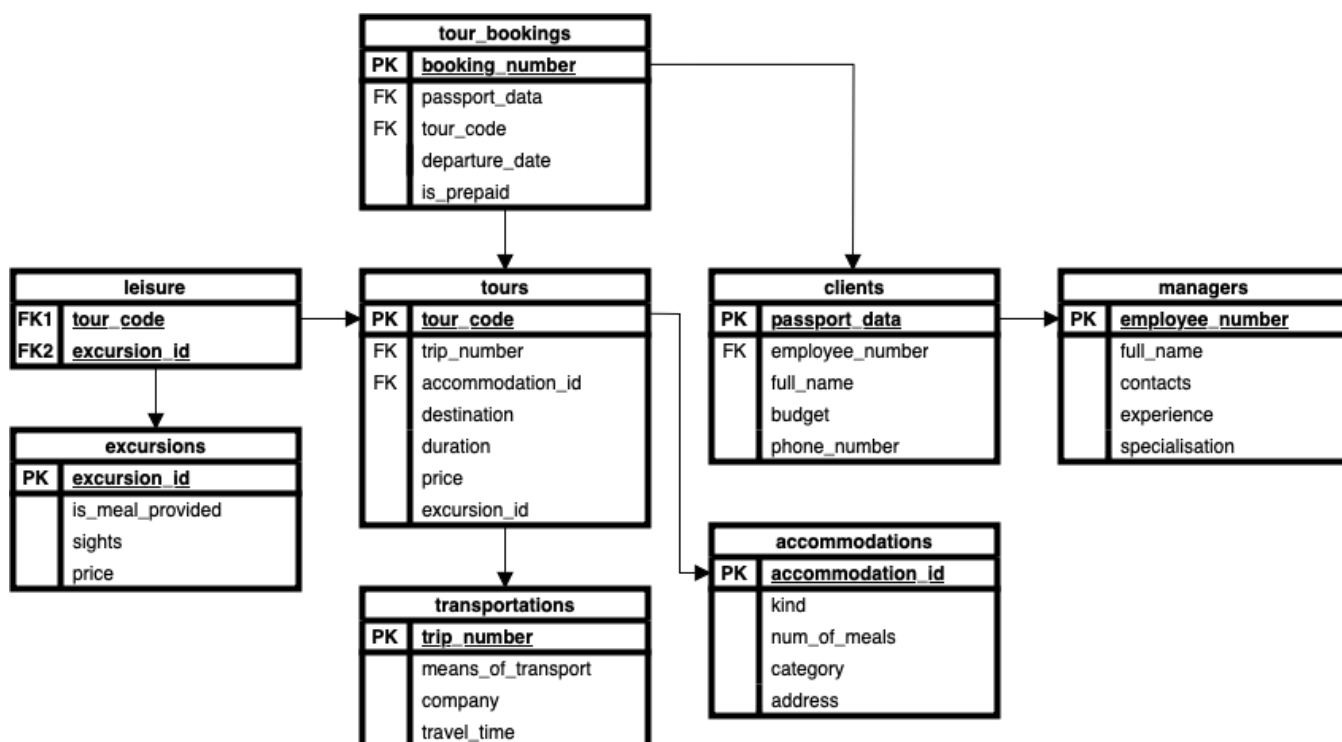 tour_bookings
PK booking_number
FK passport_data
FK tour_code
departure_date
is_prepaid
leisure
FK1 tour_code
FK2 excursion_id
tours
PK tour_code
FK trip_number
FK accommodation_id
destination
duration
price
excursion_id
clients
PK passport_data
FK employee_number
full_name
budget
phone_number
managers
PK employee_number
full_name
contacts
experience
specialisation
excursions
PK excursion_id
is_meal_provided
sights
price
accommodations
PK accommodation_id
kind
num_of_meals
category
address
transportations
PK trip_number
means_of_transport
company
travel_time